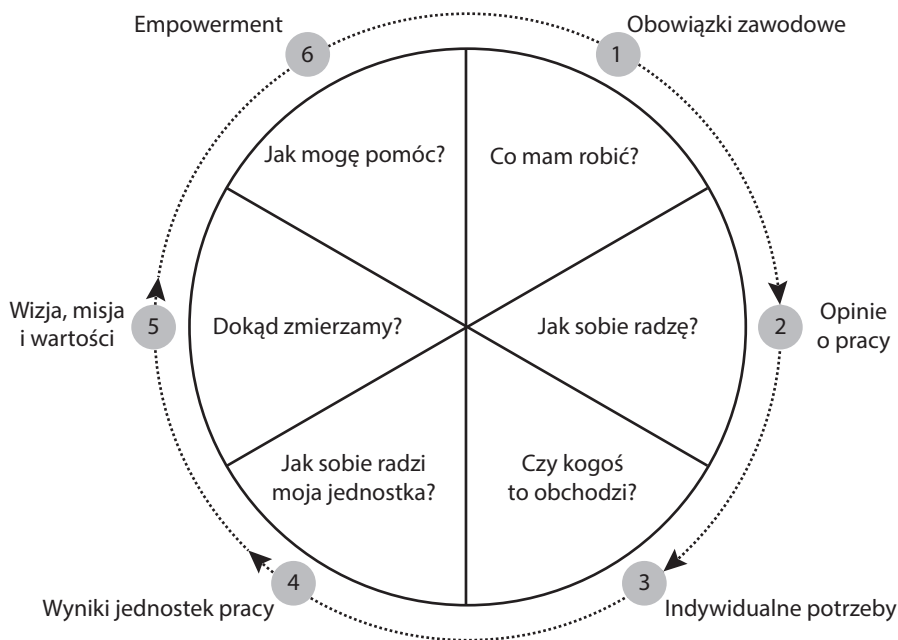 Empowerment
6
1
Obowiązki zawodowe
Jak mogę pomóc?
Co mam robić?
Wizja, misja
i wartości
5
Dokąd zmierzamy?
Jak sobie radzę?
2
Opinie
o pracy
Jak sobie radzi
moja jednostka?
Czy kogoś
to obchodzi?
Wyniki jednostek pracy
4
3
Indywidualne potrzeby